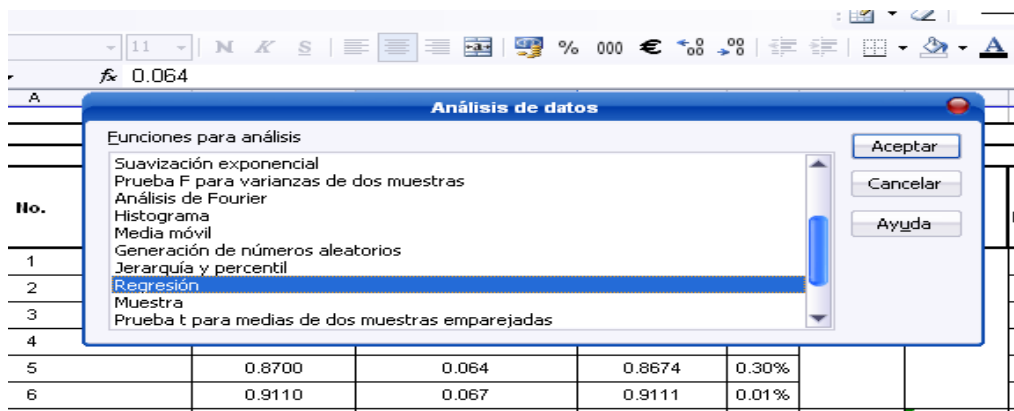 11 N K S % 000 €
fx 0.064
A
Análisis de datos
Funciones para análisis
Suavización exponencial
Prueba F para varianzas de dos muestras
Análisis de Fourier
Histograma
Media móvil
Generación de números aleatorios
Jerarquía y percentil
Regresión
Muestra
Prueba t para medias de dos muestras emparejadas
Aceptar
Cancelar
Ayuda
No.
1
2
3
4
5 0.8700 0.064 0.8674 0.30%
6 0.9110 0.067 0.9111 0.01%